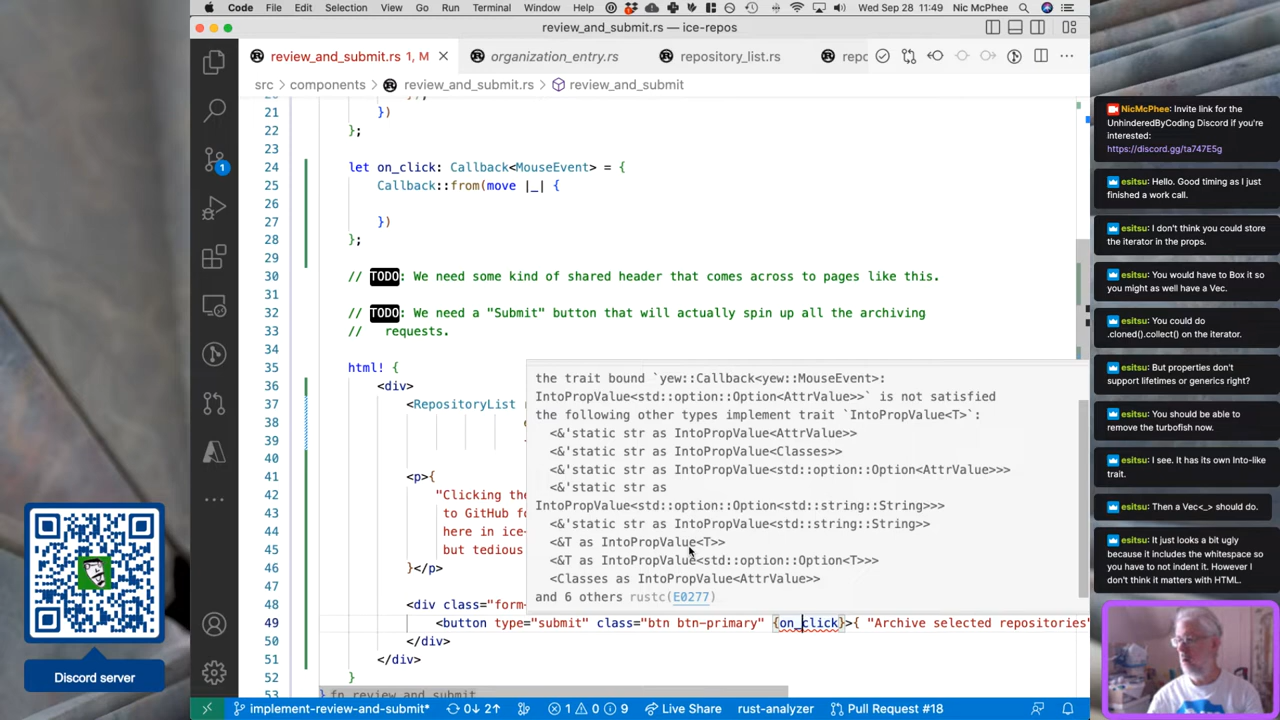 Code File Edit Selection View Go Run Terminal Window Help Wed Sep 28 11:49 Nic McPhee
review_and_submit.rs — ice-repos
review_and_submit.rs 1, M
organization_entry.rs
repository_list.rs
repo
src > components > review_and_submit.rs > review_and_submit
21 })
22 };
23
24 let on_click: Callback<MouseEvent> = {
25 Callback::from(move |_| {
26
27 })
28 };
29
30 // TODO: We need some kind of shared header that comes across to pages like this.
31
32 // TODO: We need a "Submit" button that will actually spin up all the archiving
33 // requests.
34
35 html! {
36 <div>
37 <RepositoryList
38
39
40
41 <p>{
42 "Clicking the
43 to GitHub fo
44 here in ice-
45 but tedious
46 }</p>
47
48 <div class="form-
49 <button type="submit" class="btn btn-primary" {on_click}>{ "Archive selected repositories"
50 </div>
51 </div>
52 }
53 } fn review_and_submit
the trait bound `yew::Callback<yew::MouseEvent>:
IntoPropValue<std::option::Option<AttrValue>>` is not satisfied
the following other types implement trait `IntoPropValue<T>`:
<&'static str as IntoPropValue<AttrValue>>
<&'static str as IntoPropValue<Classes>>
<&'static str as IntoPropValue<std::option::Option<AttrValue>>>
<&'static str as
IntoPropValue<std::option::Option<std::string::String>>>
<&'static str as IntoPropValue<std::string::String>>
<&T as IntoPropValue<T>>
<&T as IntoPropValue<std::option::Option<T>>>
<Classes as IntoPropValue<AttrValue>>
and 6 others rustc(E0277)
1
implement-review-and-submit* 0↓ 2↑ 1 0 9 Live Share rust-analyzer Pull Request #18
Discord server
NicMcPhee: Invite link for the
UnhinderedByCoding Discord if you're
interested:
https://discord.gg/ta747E5g
esitsu: Hello. Good timing as I just
finished a work call.
esitsu: I don't think you could store
the iterator in the props.
esitsu: You would have to Box it so
you might as well have a Vec.
esitsu: You could do
.cloned().collect() on the iterator.
esitsu: But properties don't
support lifetimes or generics right?
esitsu: You should be able to
remove the turbofish now.
esitsu: I see. It has its own Into-like
trait.
esitsu: Then a Vec<_> should do.
esitsu: It just looks a bit ugly
because it includes the whitespace so
you have to not indent it. However I
don't think it matters with HTML.